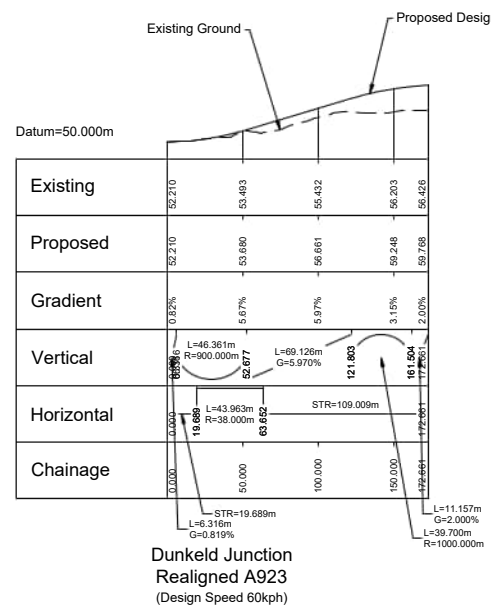 Existing Ground
Proposed Desig
Datum=50.000m
Existing
52.210
53.493
55.432
56.203
56.426
Proposed
52.210
53.680
56.661
59.248
59.768
Gradient
0.82%
5.67%
5.97%
3.15%
2.00%
Vertical
L=46.361m
R=900.000m
52.677
L=69.126m
G=5.970%
121.803
161.504
172.661
Horizontal
0.000
19.689
L=43.963m
R=38.000m
63.652
STR=109.009m
172.661
Chainage
0.000
50.000
100.000
150.000
172.661
STR=19.689m
L=6.316m
G=0.819%
L=11.157m
G=2.000%
L=39.700m
R=1000.000m
Dunkeld Junction
Realigned A923
(Design Speed 60kph)